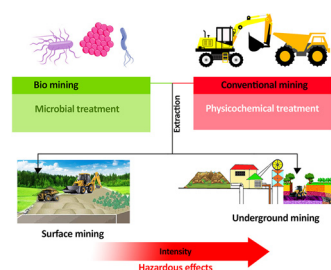 Bio mining
Conventional mining
Microbial treatment
Extraction
Physicochemical treatment
Surface mining
Underground mining
Intensity
Hazardous effects